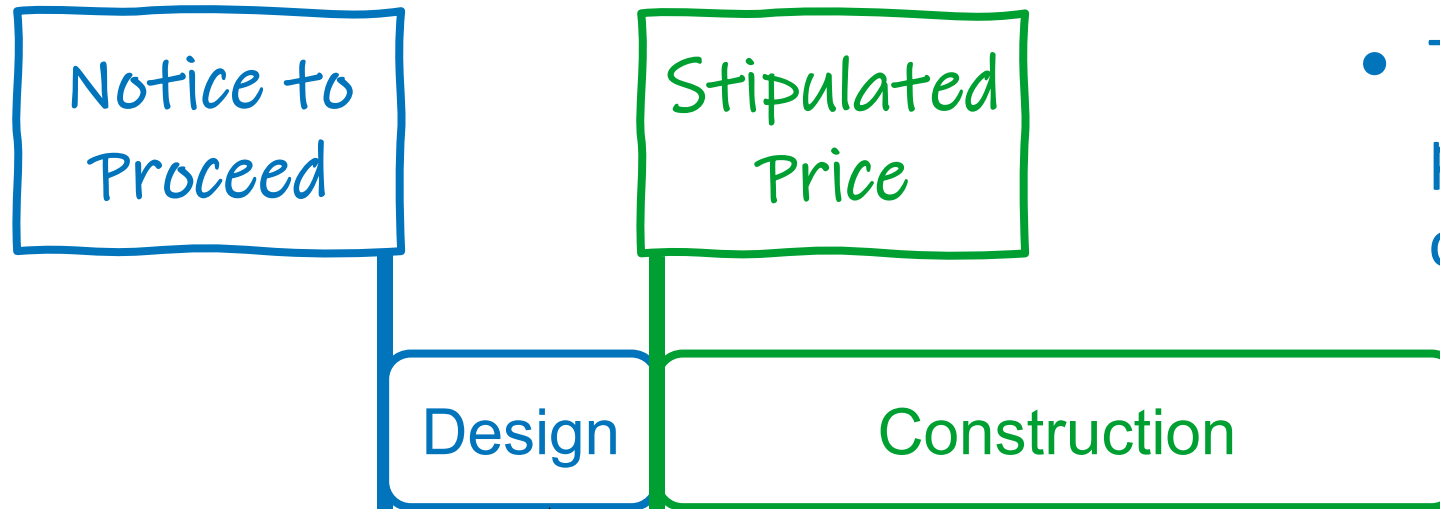 Notice to
Proceed
Stipulated
Price
Design
Construction